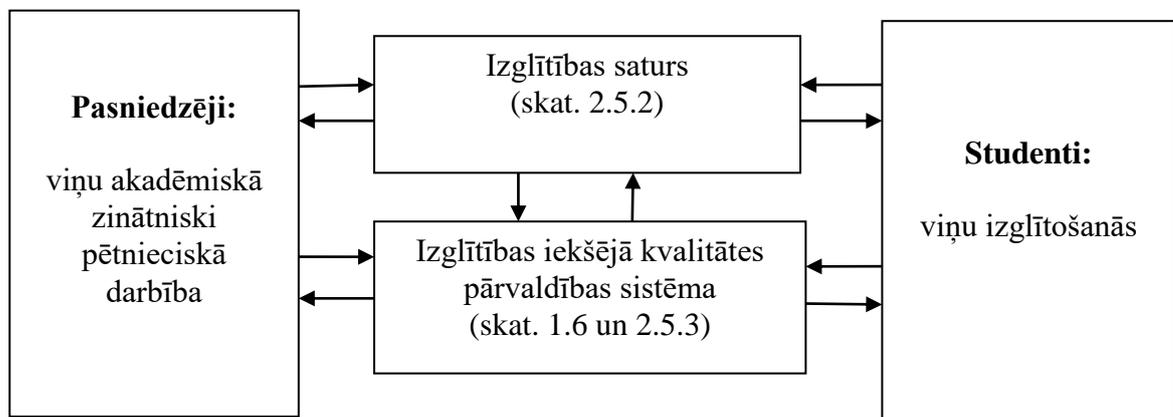 Pasniedzēji:
viņu akadēmiskā
zinātniski
pētnieciskā
darbība
Izglītības saturs
(skat. 2.5.2)
Izglītības iekšējā kvalitātes
pārvaldības sistēma
(skat. 1.6 un 2.5.3)
Studenti:
viņu izglītošanās